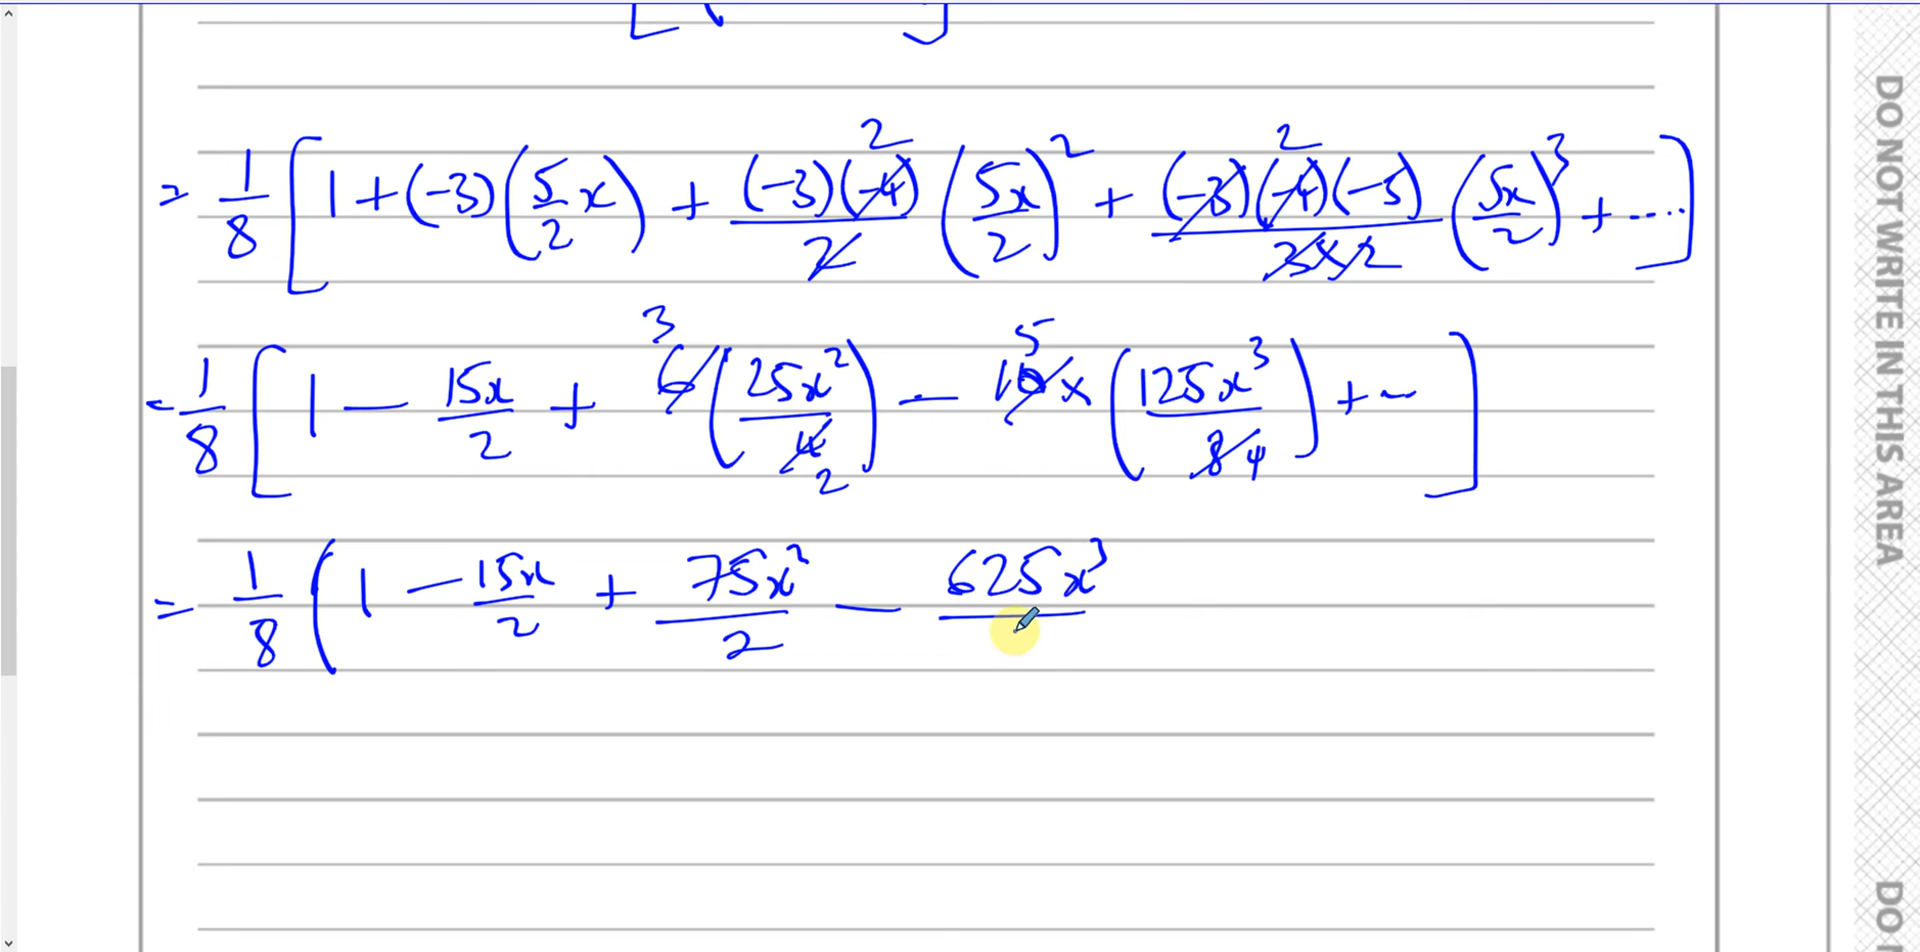 = 1/8 [ 1 + (-3)(5/2 x) + (-3)(-4)/2 (5x/2)^2 + (-3)(-4)(-5)/3×2 (5x/2)^3 + .... ]
= 1/8 [ 1 - 15x/2 + 6 (25x^2/4) - 10 × (125x^3/8) + .. ]
= 1/8 ( 1 - 15x/2 + 75x^2/2 - 625x^3
DO NOT WRITE IN THIS AREA